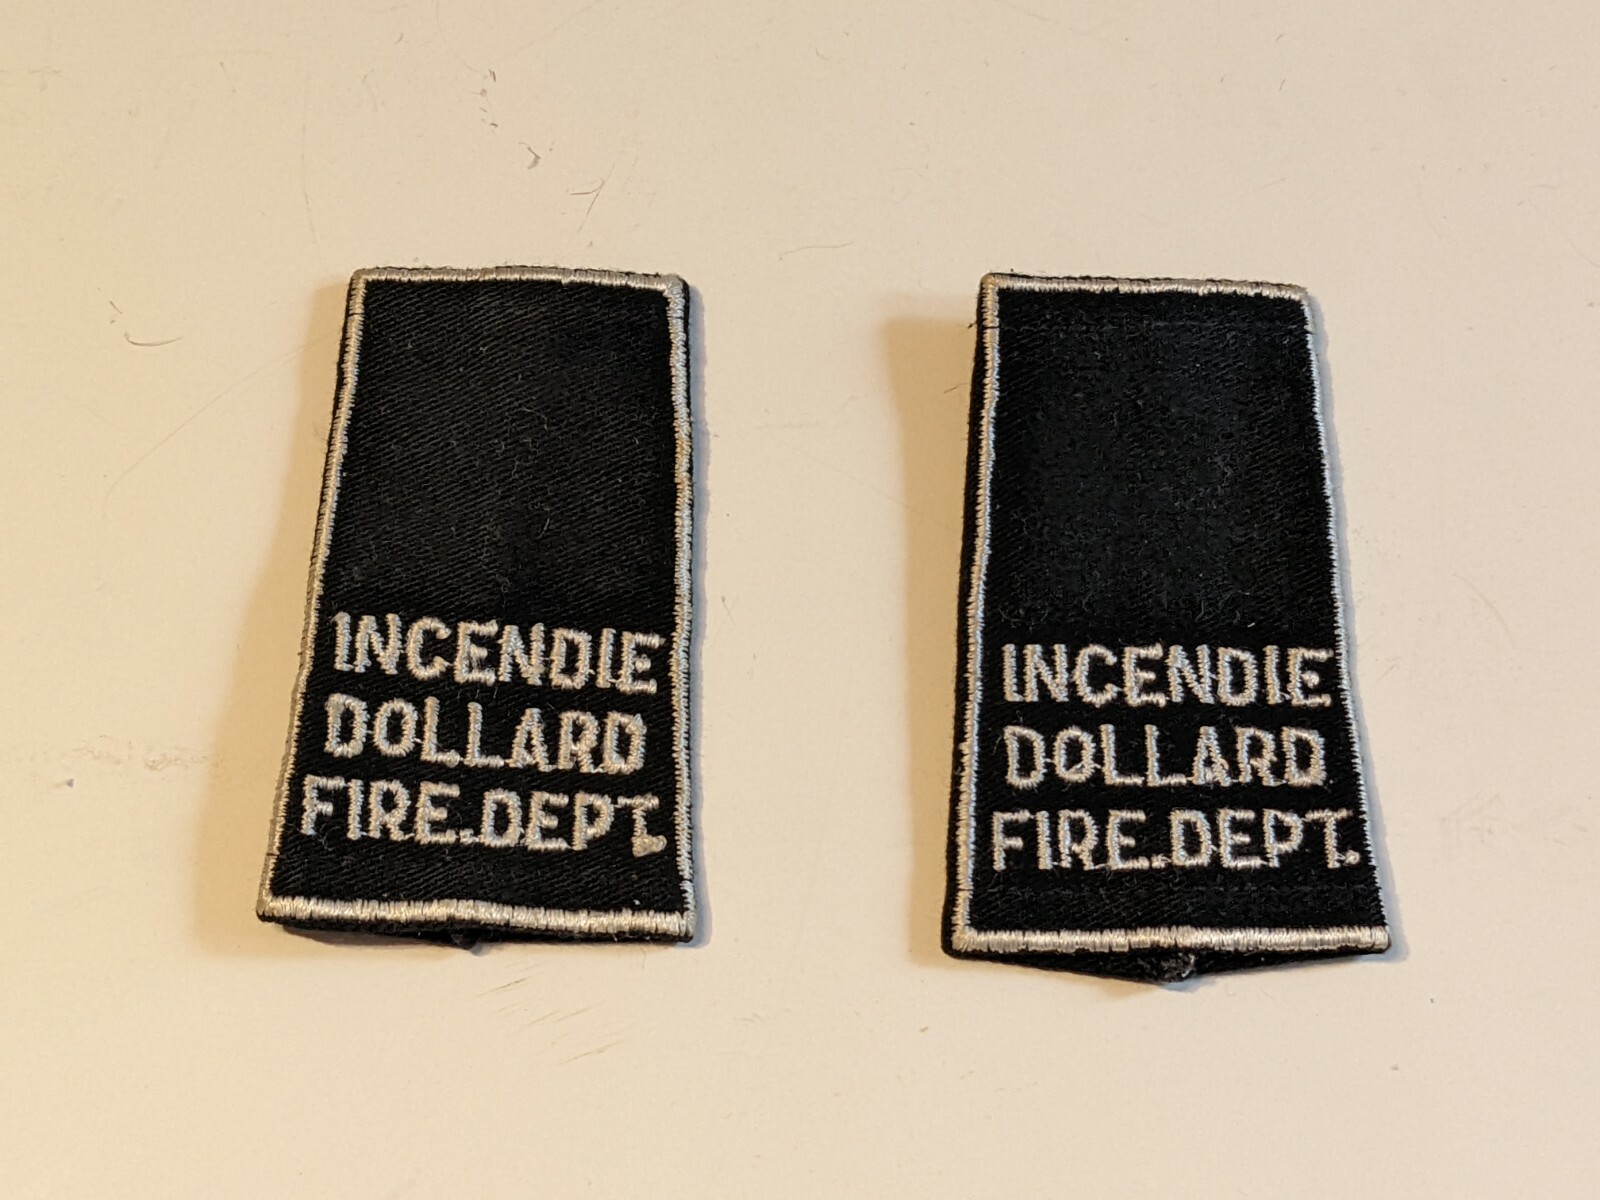 INCENDIE
DOLLARD
FIRE.DEPT.
INCENDIE
DOLLARD
FIRE.DEPT.